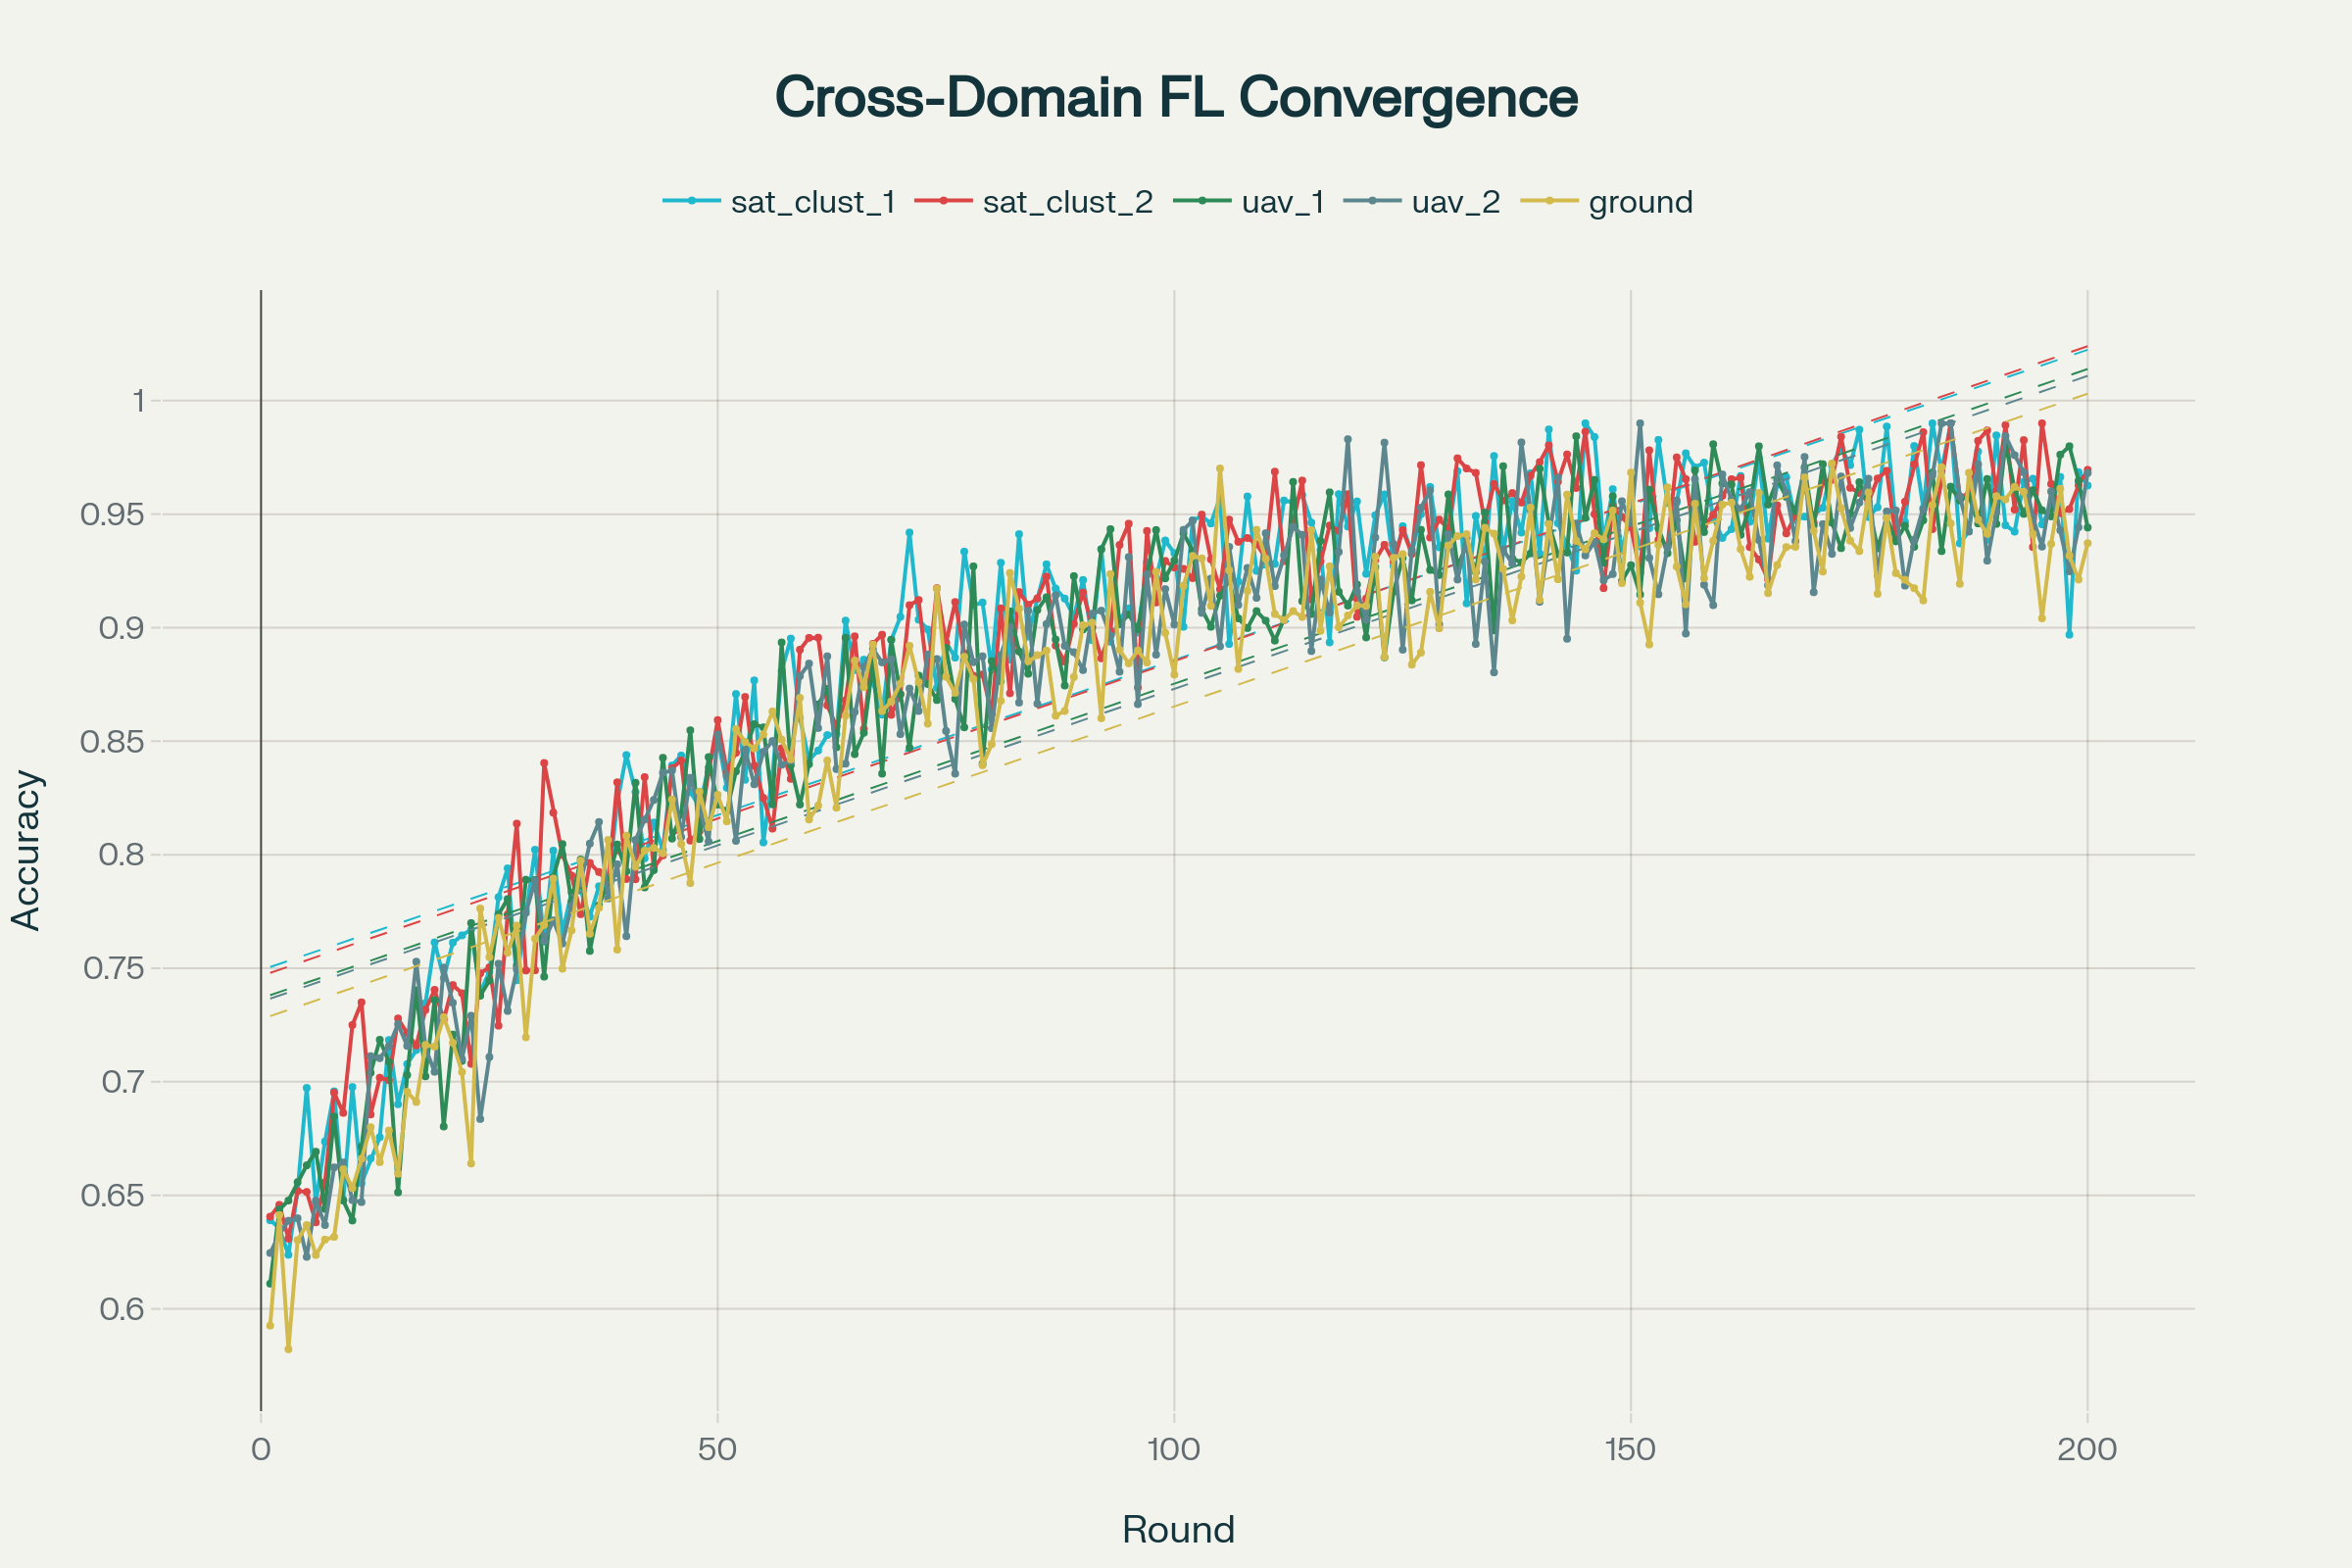 Cross-Domain FL Convergence
sat_clust_1 sat_clust_2 uav_1 uav_2 ground
1
0.95
0.9
0.85
0.8
0.75
0.7
0.65
0.6
Accuracy
0 50 100 150 200
Round